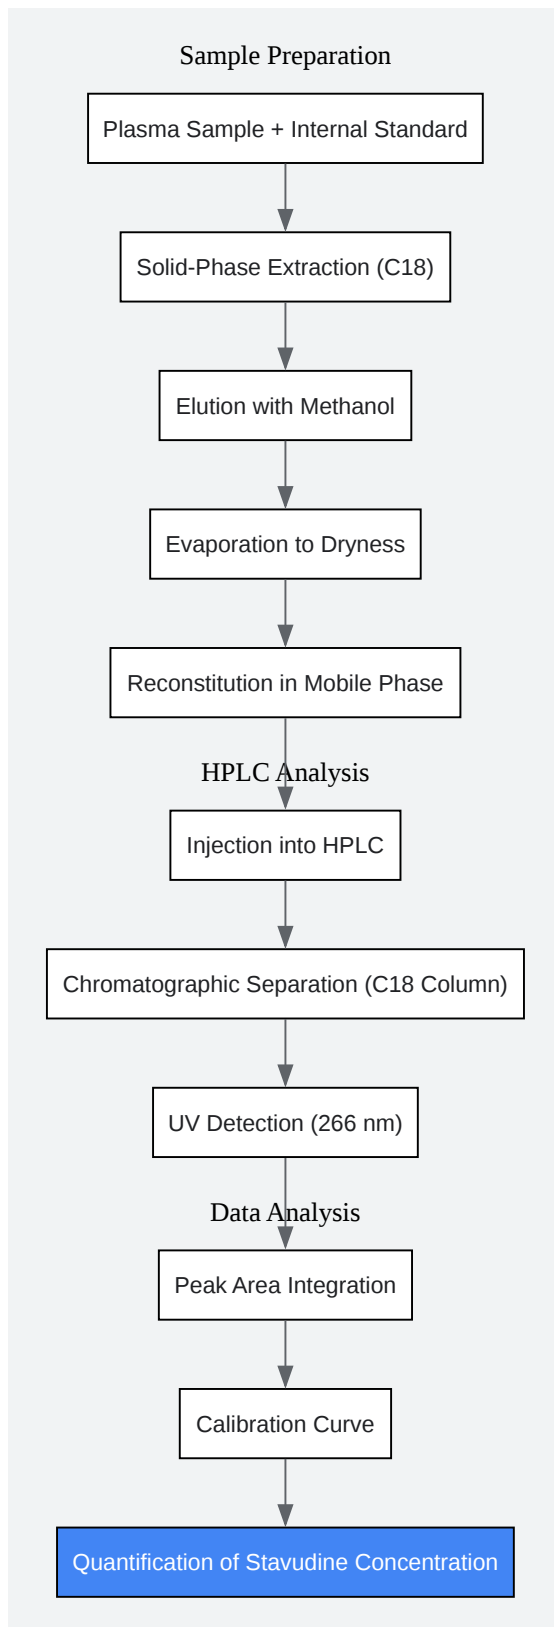 Sample Preparation
Plasma Sample + Internal Standard
Solid-Phase Extraction (C18)
Elution with Methanol
Evaporation to Dryness
Reconstitution in Mobile Phase
HPLC Analysis
Injection into HPLC
Chromatographic Separation (C18 Column)
UV Detection (266 nm)
Data Analysis
Peak Area Integration
Calibration Curve
Quantification of Stavudine Concentration